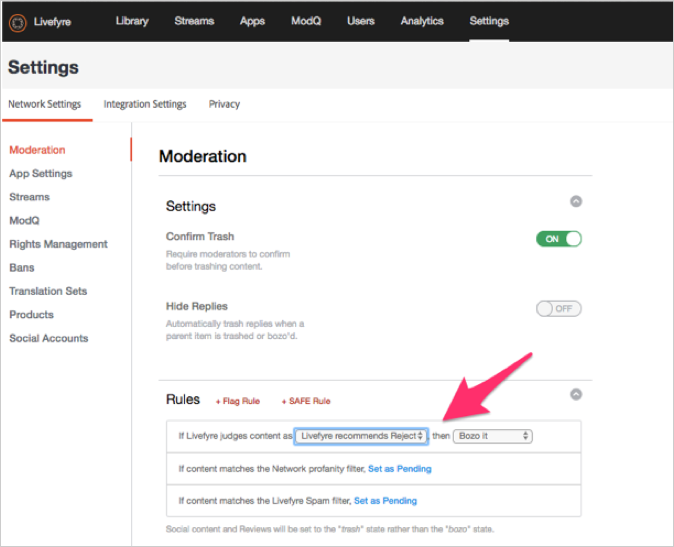 Livefyre Library Streams Apps ModQ Users Analytics Settings
Settings
Network Settings Integration Settings Privacy
Moderation
App Settings
Streams
ModQ
Rights Management
Bans
Translation Sets
Products
Social Accounts
Moderation
Settings
Confirm Trash
ON
Require moderators to confirm
before trashing content.
Hide Replies
OFF
Automatically trash replies when a
parent item is trashed or bozo'd.
Rules + Flag Rule + SAFE Rule
If Livefyre judges content as Livefyre recommends Reject , then Bozo it
If content matches the Network profanity filter, Set as Pending
If content matches the Livefyre Spam filter, Set as Pending
Social content and Reviews will be set to the "trash" state rather than the "bozo" state.